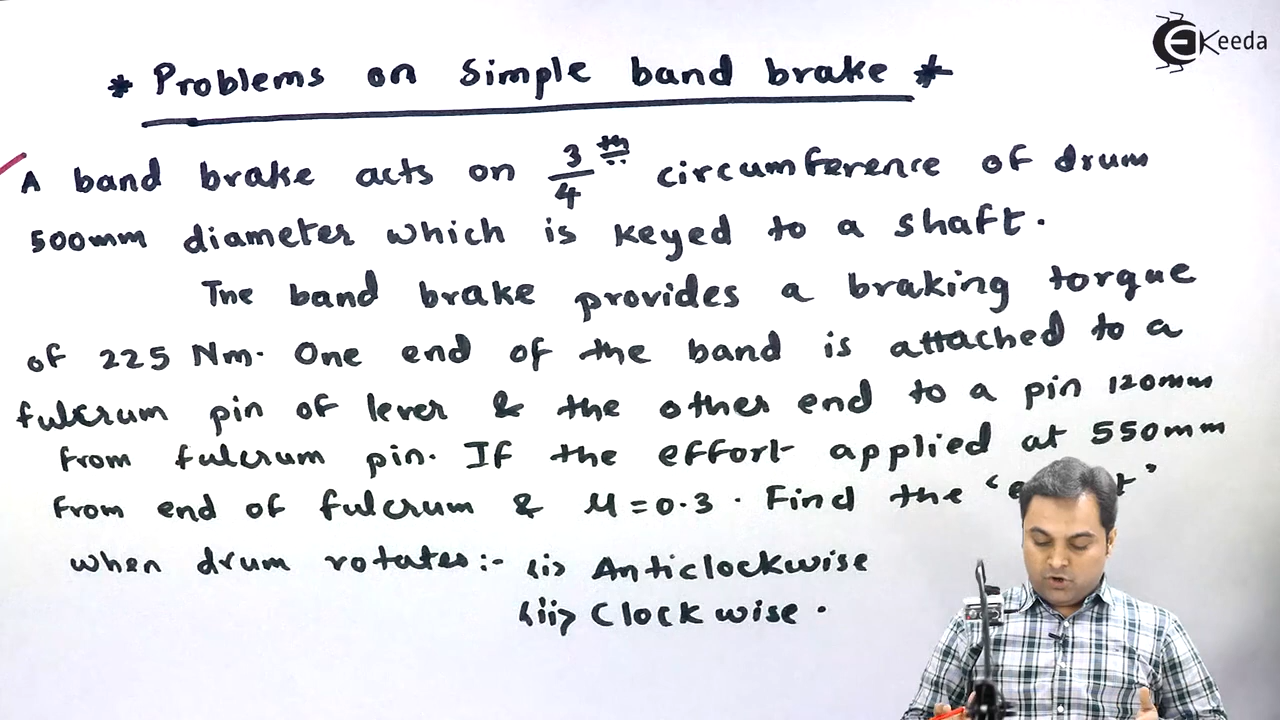 EKeeda
* Problems on simple band brake *
A band brake acts on 3/4 th circumference of drum
500mm diameter which is keyed to a shaft.
The band brake provides a braking torque
of 225 Nm. One end of the band is attached to a
fulcrum pin of lever & the other end to a pin 120mm
from fulcrum pin. If the effort applied at 550mm
from end of fulcrum & μ = 0.3. Find the
when drum rotates:- (i) Anticlockwise
(ii) Clockwise.